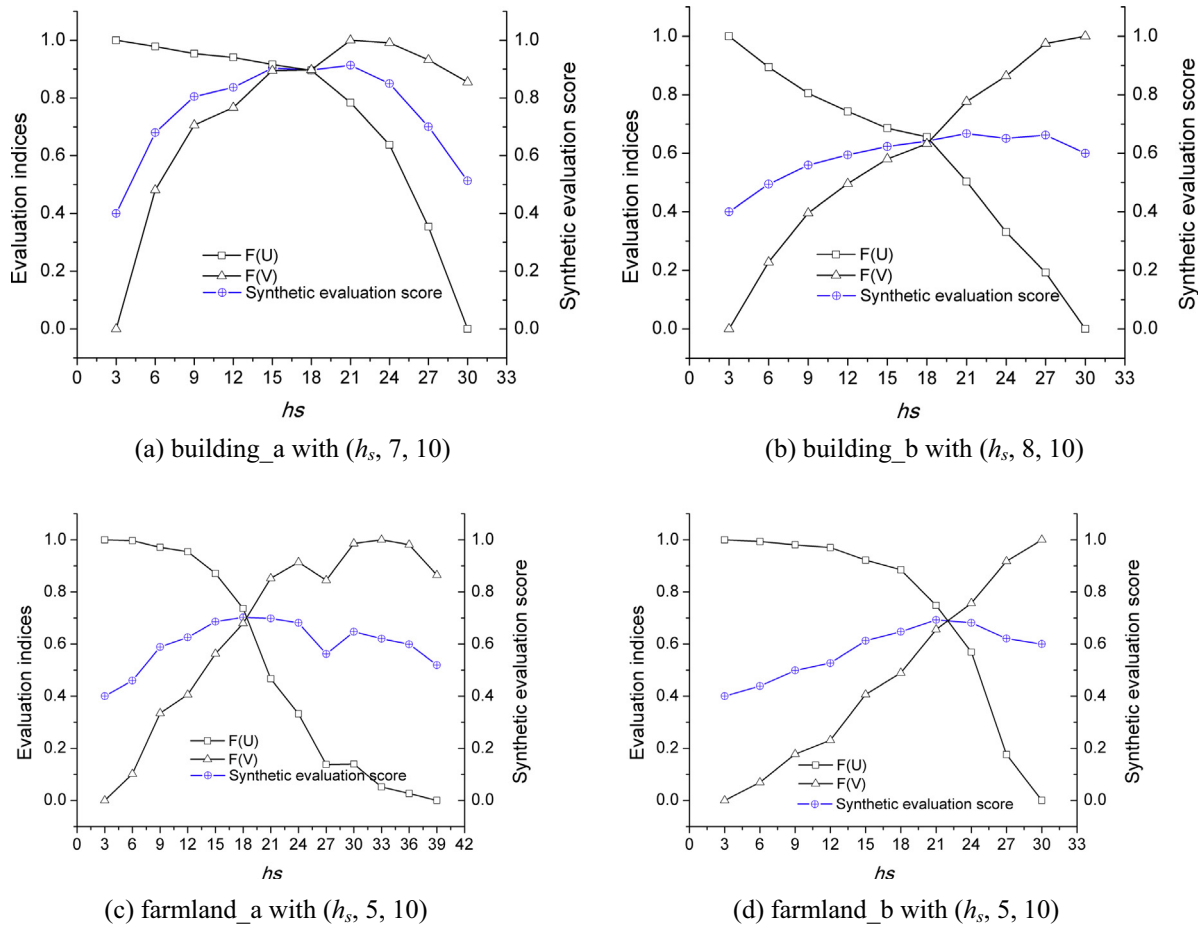 1.0
0.8
0.6
0.4
0.2
0.0
Evaluation indices
F(U)
F(V)
Synthetic evaluation score
1.0
0.8
0.6
0.4
0.2
0.0
Synthetic evaluation score
0 3 6 9 12 15 18 21 24 27 30 33
hs
(a) building_a with (hs, 7, 10)
1.0
0.8
0.6
0.4
0.2
0.0
Evaluation indices
F(U)
F(V)
Synthetic evaluation score
1.0
0.8
0.6
0.4
0.2
0.0
Synthetic evaluation score
0 3 6 9 12 15 18 21 24 27 30 33
hs
(b) building_b with (hs, 8, 10)
1.0
0.8
0.6
0.4
0.2
0.0
Evaluation indices
F(U)
F(V)
Synthetic evaluation score
1.0
0.8
0.6
0.4
0.2
0.0
Synthetic evaluation score
0 3 6 9 12 15 18 21 24 27 30 33 36 39 42
hs
(c) farmland_a with (hs, 5, 10)
1.0
0.8
0.6
0.4
0.2
0.0
Evaluation indices
F(U)
F(V)
Synthetic evaluation score
1.0
0.8
0.6
0.4
0.2
0.0
Synthetic evaluation score
0 3 6 9 12 15 18 21 24 27 30 33
hs
(d) farmland_b with (hs, 5, 10)